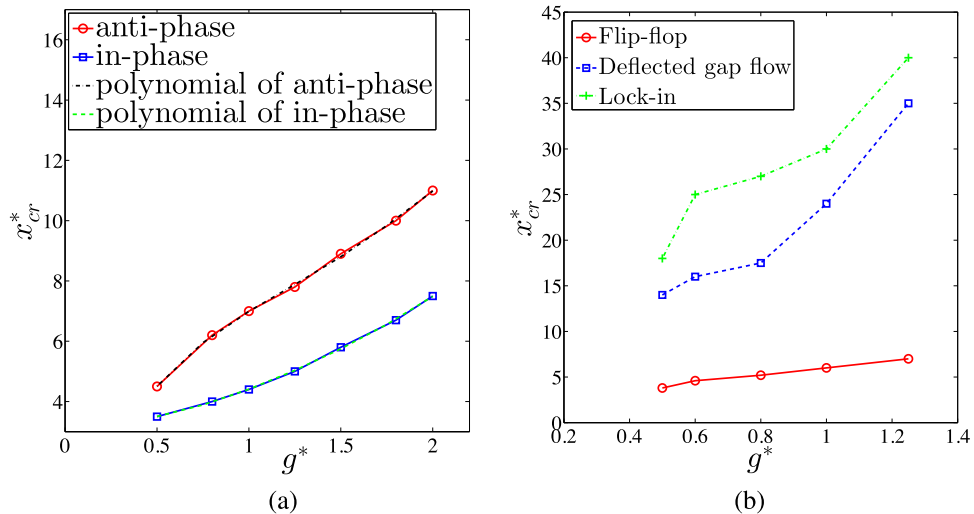 anti-phase
in-phase
polynomial of anti-phase
polynomial of in-phase
16
14
12
10
8
6
4
x*cr
0 0.5 1 1.5 2
g*
(a)
Flip-flop
Deflected gap flow
Lock-in
45
40
35
30
25
20
15
10
5
0
x*cr
0.2 0.4 0.6 0.8 1 1.2 1.4
g*
(b)